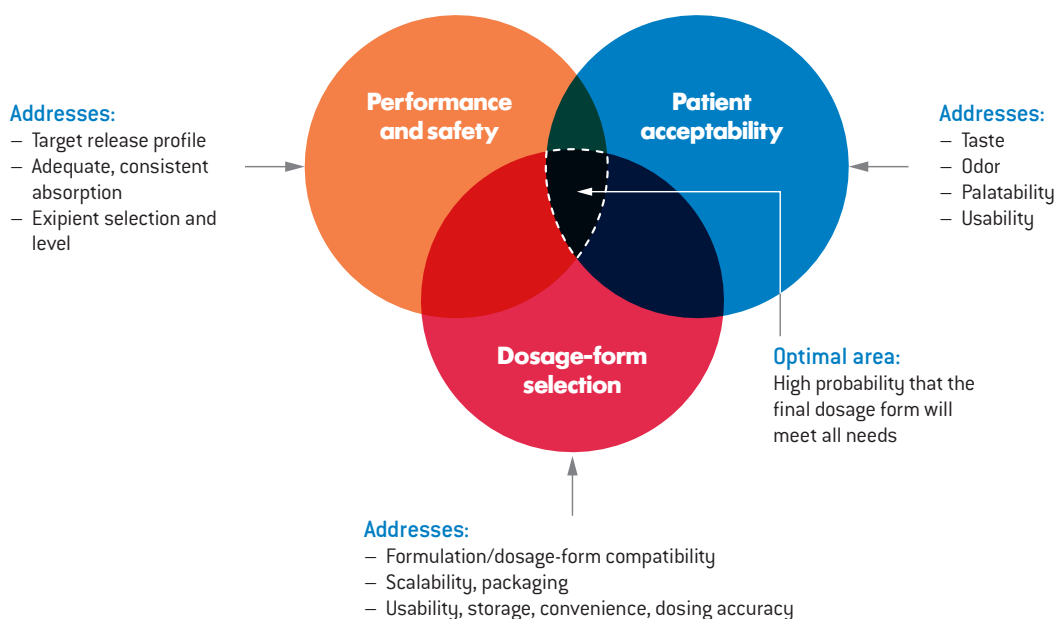 Performance
and safety
Patient
acceptability
Addresses:
– Target release profile
– Adequate, consistent
absorption
– Exipient selection and
level
Addresses:
– Taste
– Odor
– Palatability
– Usability
Dosage-form
selection
Optimal area:
High probability that the
final dosage form will
meet all needs
Addresses:
– Formulation/dosage-form compatibility
– Scalability, packaging
– Usability, storage, convenience, dosing accuracy